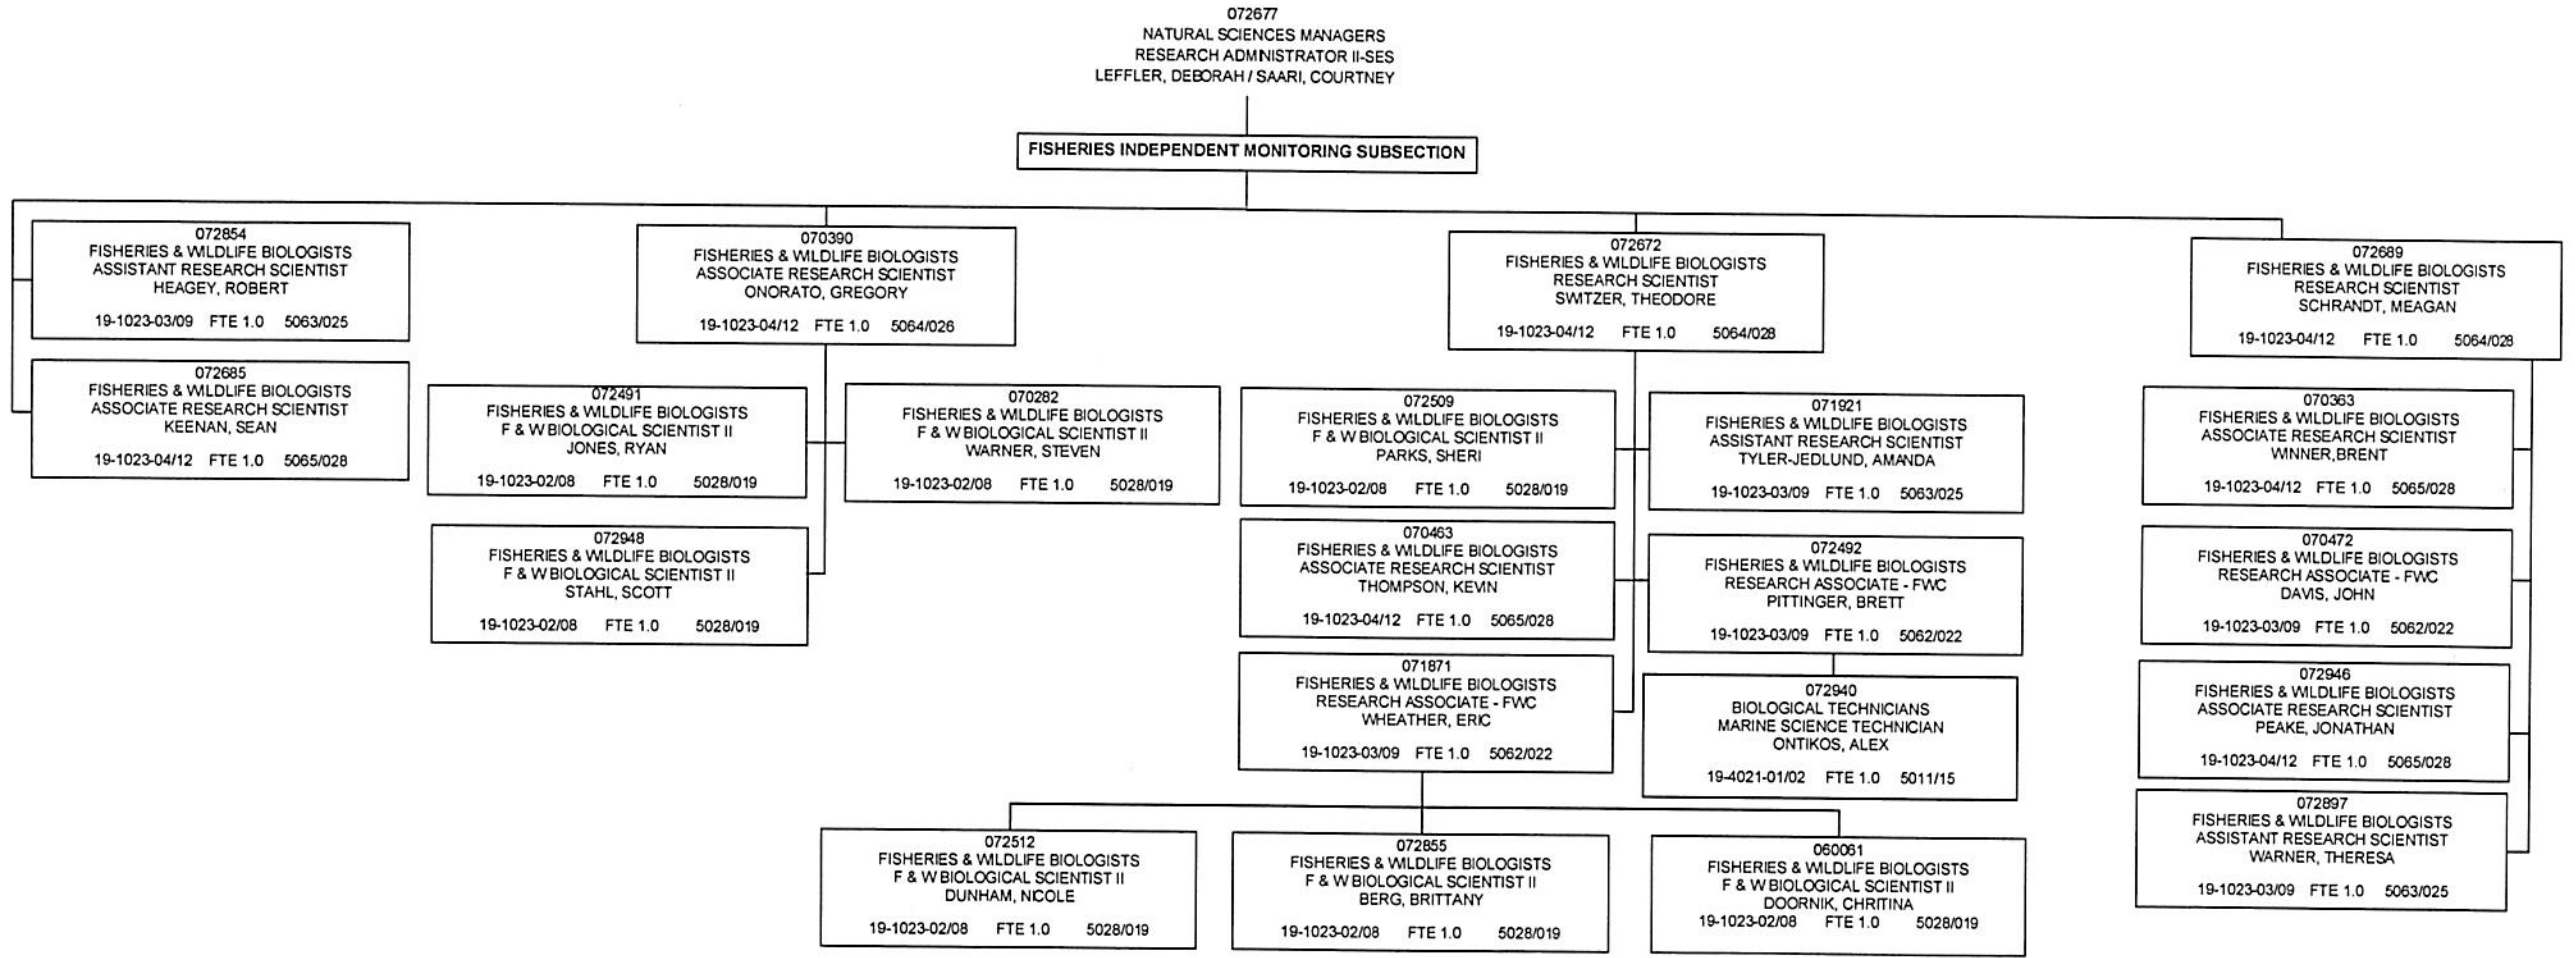 072677
NATURAL SCIENCES MANAGERS
RESEARCH ADMINISTRATOR II-SES
LEFFLER, DEBORAH / SAARI, COURTNEY
FISHERIES INDEPENDENT MONITORING SUBSECTION
072854
FISHERIES & WILDLIFE BIOLOGISTS
ASSISTANT RESEARCH SCIENTIST
HEAGEY, ROBERT
19-1023-03/09 FTE 1.0 5063/025
072685
FISHERIES & WILDLIFE BIOLOGISTS
ASSOCIATE RESEARCH SCIENTIST
KEENAN, SEAN
19-1023-04/12 FTE 1.0 5065/028
070390
FISHERIES & WILDLIFE BIOLOGISTS
ASSOCIATE RESEARCH SCIENTIST
ONORATO, GREGORY
19-1023-04/12 FTE 1.0 5064/026
072491
FISHERIES & WILDLIFE BIOLOGISTS
F & W BIOLOGICAL SCIENTIST II
JONES, RYAN
19-1023-02/08 FTE 1.0 5028/019
070282
FISHERIES & WILDLIFE BIOLOGISTS
F & W BIOLOGICAL SCIENTIST II
WARNER, STEVEN
19-1023-02/08 FTE 1.0 5028/019
072948
FISHERIES & WILDLIFE BIOLOGISTS
F & W BIOLOGICAL SCIENTIST II
STAHL, SCOTT
19-1023-02/08 FTE 1.0 5028/019
072672
FISHERIES & WILDLIFE BIOLOGISTS
RESEARCH SCIENTIST
SWITZER, THEODORE
19-1023-04/12 FTE 1.0 5064/028
072509
FISHERIES & WILDLIFE BIOLOGISTS
F & W BIOLOGICAL SCIENTIST II
PARKS, SHERI
19-1023-02/08 FTE 1.0 5028/019
071921
FISHERIES & WILDLIFE BIOLOGISTS
ASSISTANT RESEARCH SCIENTIST
TYLER-JEDLUND, AMANDA
19-1023-03/09 FTE 1.0 5063/025
070463
FISHERIES & WILDLIFE BIOLOGISTS
ASSOCIATE RESEARCH SCIENTIST
THOMPSON, KEVIN
19-1023-04/12 FTE 1.0 5065/028
072492
FISHERIES & WILDLIFE BIOLOGISTS
RESEARCH ASSOCIATE - FWC
PITTINGER, BRETT
19-1023-03/09 FTE 1.0 5062/022
071871
FISHERIES & WILDLIFE BIOLOGISTS
RESEARCH ASSOCIATE - FWC
WHEATHER, ERIC
19-1023-03/09 FTE 1.0 5062/022
072940
BIOLOGICAL TECHNICIANS
MARINE SCIENCE TECHNICIAN
ONTIKOS, ALEX
19-4021-01/02 FTE 1.0 5011/15
072512
FISHERIES & WILDLIFE BIOLOGISTS
F & W BIOLOGICAL SCIENTIST II
DUNHAM, NICOLE
19-1023-02/08 FTE 1.0 5028/019
072855
FISHERIES & WILDLIFE BIOLOGISTS
F & W BIOLOGICAL SCIENTIST II
BERG, BRITTANY
19-1023-02/08 FTE 1.0 5028/019
060061
FISHERIES & WILDLIFE BIOLOGISTS
F & W BIOLOGICAL SCIENTIST II
DOORNIK, CHRITINA
19-1023-02/08 FTE 1.0 5028/019
072689
FISHERIES & WILDLIFE BIOLOGISTS
RESEARCH SCIENTIST
SCHRANDT, MEAGAN
19-1023-04/12 FTE 1.0 5064/028
070363
FISHERIES & WILDLIFE BIOLOGISTS
ASSOCIATE RESEARCH SCIENTIST
WINNER,BRENT
19-1023-04/12 FTE 1.0 5065/028
070472
FISHERIES & WILDLIFE BIOLOGISTS
RESEARCH ASSOCIATE - FWC
DAVIS, JOHN
19-1023-03/09 FTE 1.0 5062/022
072946
FISHERIES & WILDLIFE BIOLOGISTS
ASSOCIATE RESEARCH SCIENTIST
PEAKE, JONATHAN
19-1023-04/12 FTE 1.0 5065/028
072897
FISHERIES & WILDLIFE BIOLOGISTS
ASSISTANT RESEARCH SCIENTIST
WARNER, THERESA
19-1023-03/09 FTE 1.0 5063/025